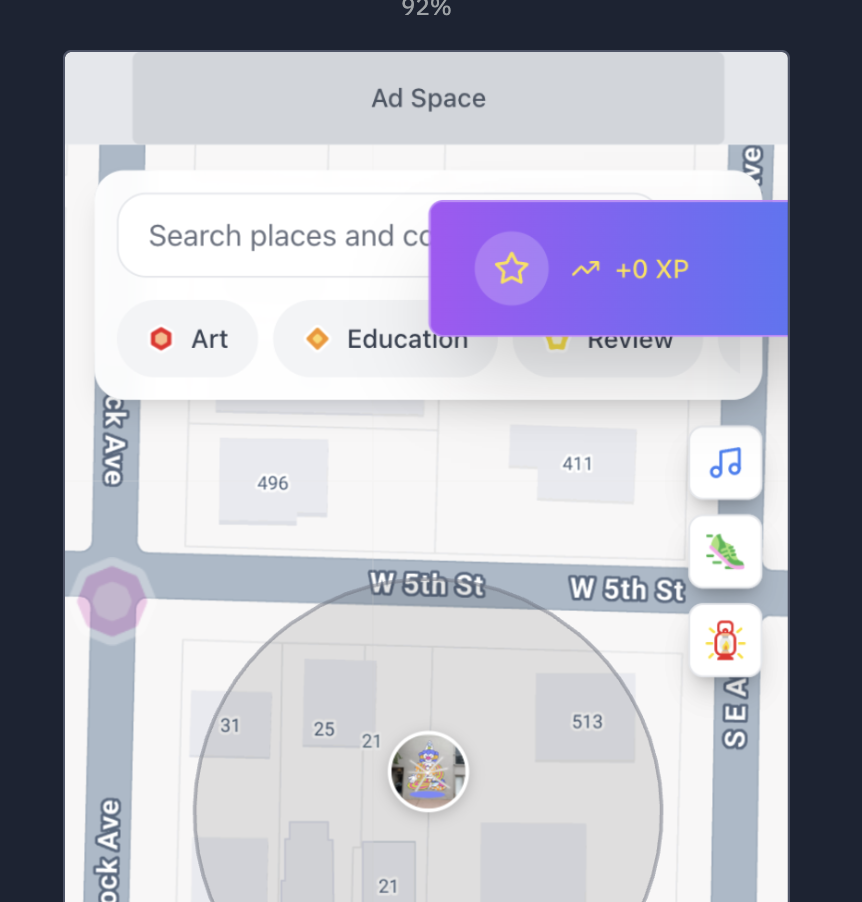 92%
Ad Space
ve
Search places and co
+0 XP
Art
Education
Review
ck Ave
496
411
W 5th St
W 5th St
31
25
21
513
SEA
ock Ave
21